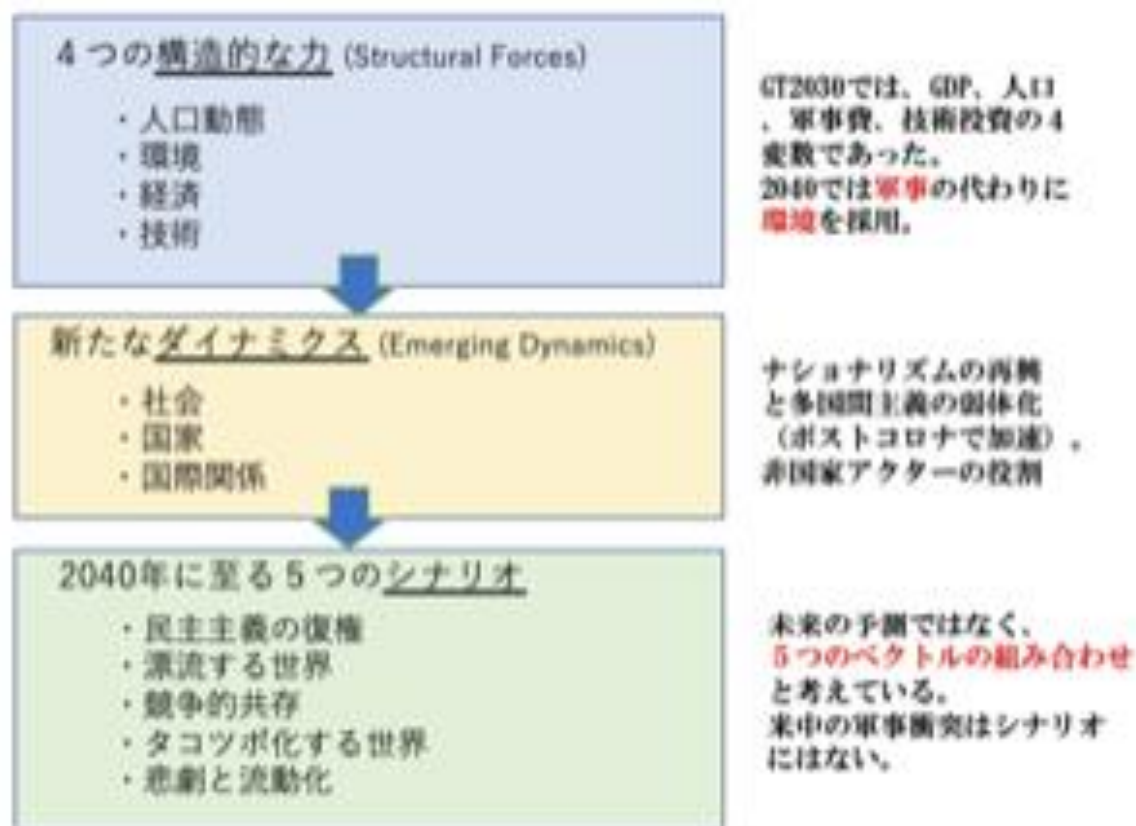 4つの構造的な力 (Structural Forces)
・人口動態
・環境
・経済
・技術
GT2030では、GDP、人口
、軍事費、技術投資の4
変数であった。
2040では軍事の代わりに
環境を採用。
新たなダイナミクス (Emerging Dynamics)
・社会
・国家
・国際関係
ナショナリズムの再興
と多国間主義の弱体化
（ポストコロナで加速）、
非国家アクターの役割
2040年に至る5つのシナリオ
・民主主義の復権
・漂流する世界
・競争的共存
・タコツボ化する世界
・悲劇と流動化
未来の予測ではなく、
5つのベクトルの組み合わせ
と考えている。
米中の軍事衝突はシナリオ
にはない。